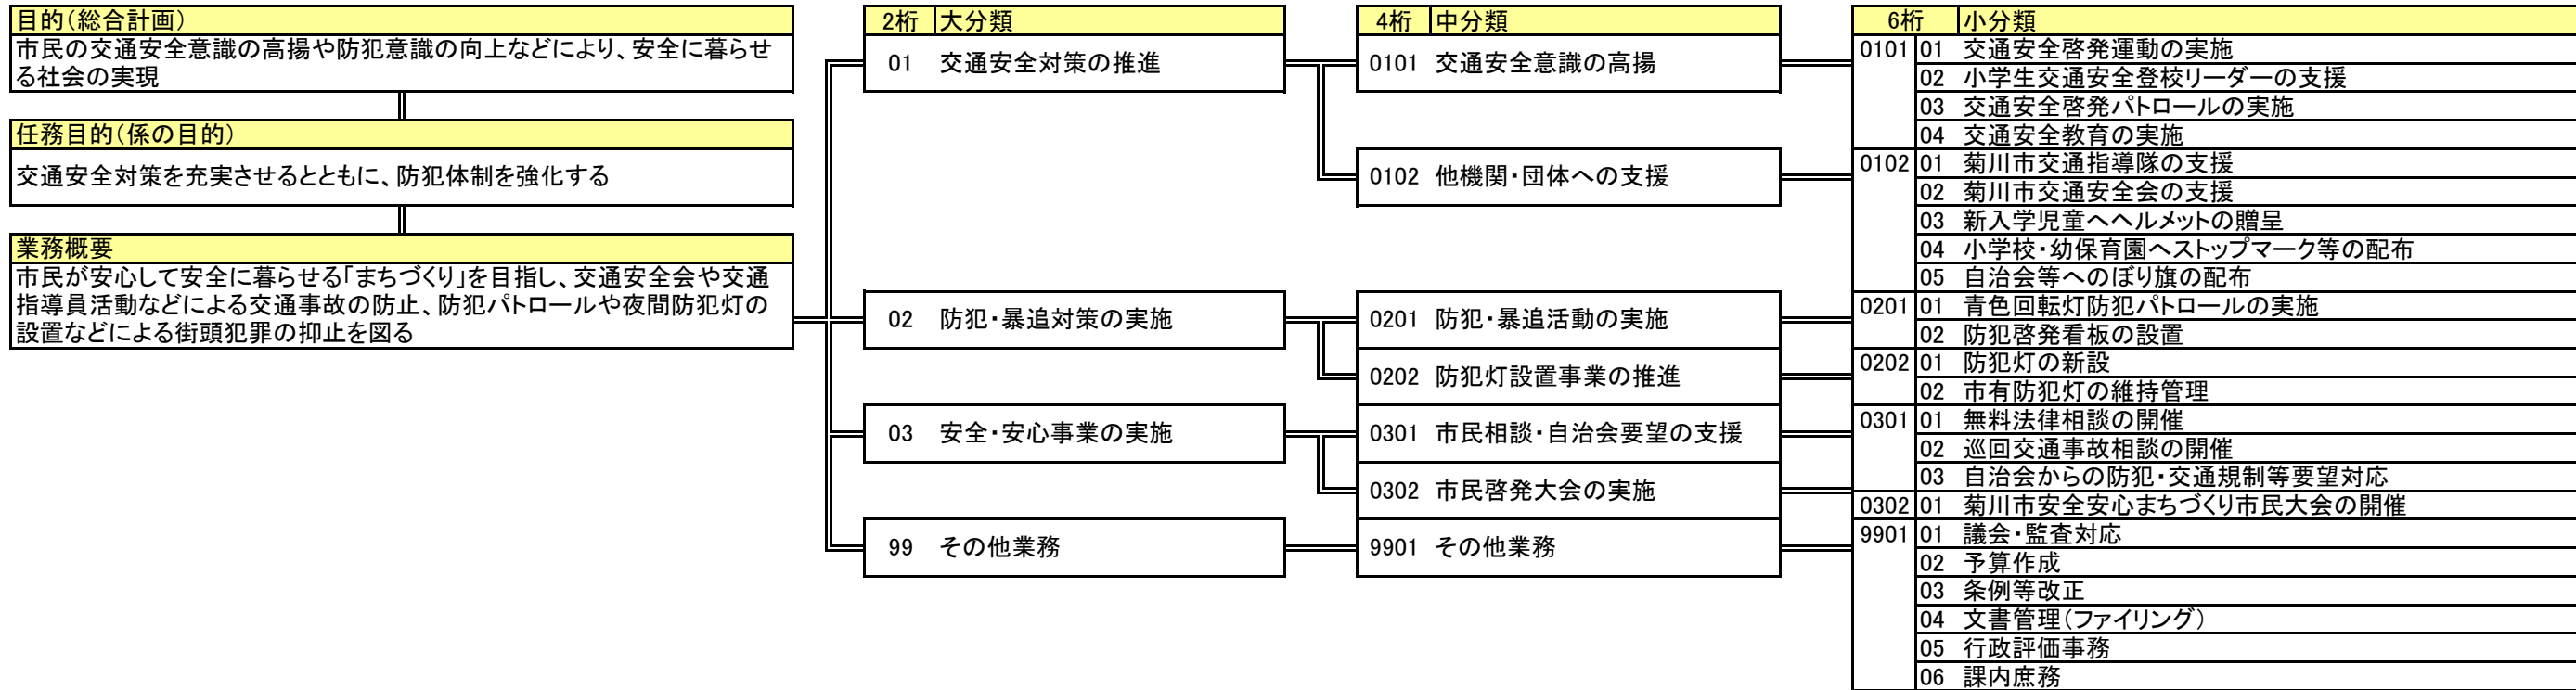 目的(総合計画)
市民の交通安全意識の高揚や防犯意識の向上などにより、安全に暮らせ
る社会の実現
任務目的(係の目的)
交通安全対策を充実させるとともに、防犯体制を強化する
業務概要
市民が安心して安全に暮らせる「まちづくり」を目指し、交通安全会や交通
指導員活動などによる交通事故の防止、防犯パトロールや夜間防犯灯の
設置などによる街頭犯罪の抑止を図る
2桁 大分類
01 交通安全対策の推進
02 防犯・暴追対策の実施
03 安全・安心事業の実施
99 その他業務
4桁 中分類
0101 交通安全意識の高揚
0102 他機関・団体への支援
0201 防犯・暴追活動の実施
0202 防犯灯設置事業の推進
0301 市民相談・自治会要望の支援
0302 市民啓発大会の実施
9901 その他業務
6桁 小分類
0101 01 交通安全啓発運動の実施
02 小学生交通安全登校リーダーの支援
03 交通安全啓発パトロールの実施
04 交通安全教育の実施
0102 01 菊川市交通指導隊の支援
02 菊川市交通安全会の支援
03 新入学児童へヘルメットの贈呈
04 小学校・幼保育園へストップマーク等の配布
05 自治会等へのぼり旗の配布
0201 01 青色回転灯防犯パトロールの実施
02 防犯啓発看板の設置
0202 01 防犯灯の新設
02 市有防犯灯の維持管理
0301 01 無料法律相談の開催
02 巡回交通事故相談の開催
03 自治会からの防犯・交通規制等要望対応
0302 01 菊川市安全安心まちづくり市民大会の開催
9901 01 議会・監査対応
02 予算作成
03 条例等改正
04 文書管理(ファイリング)
05 行政評価事務
06 課内庶務